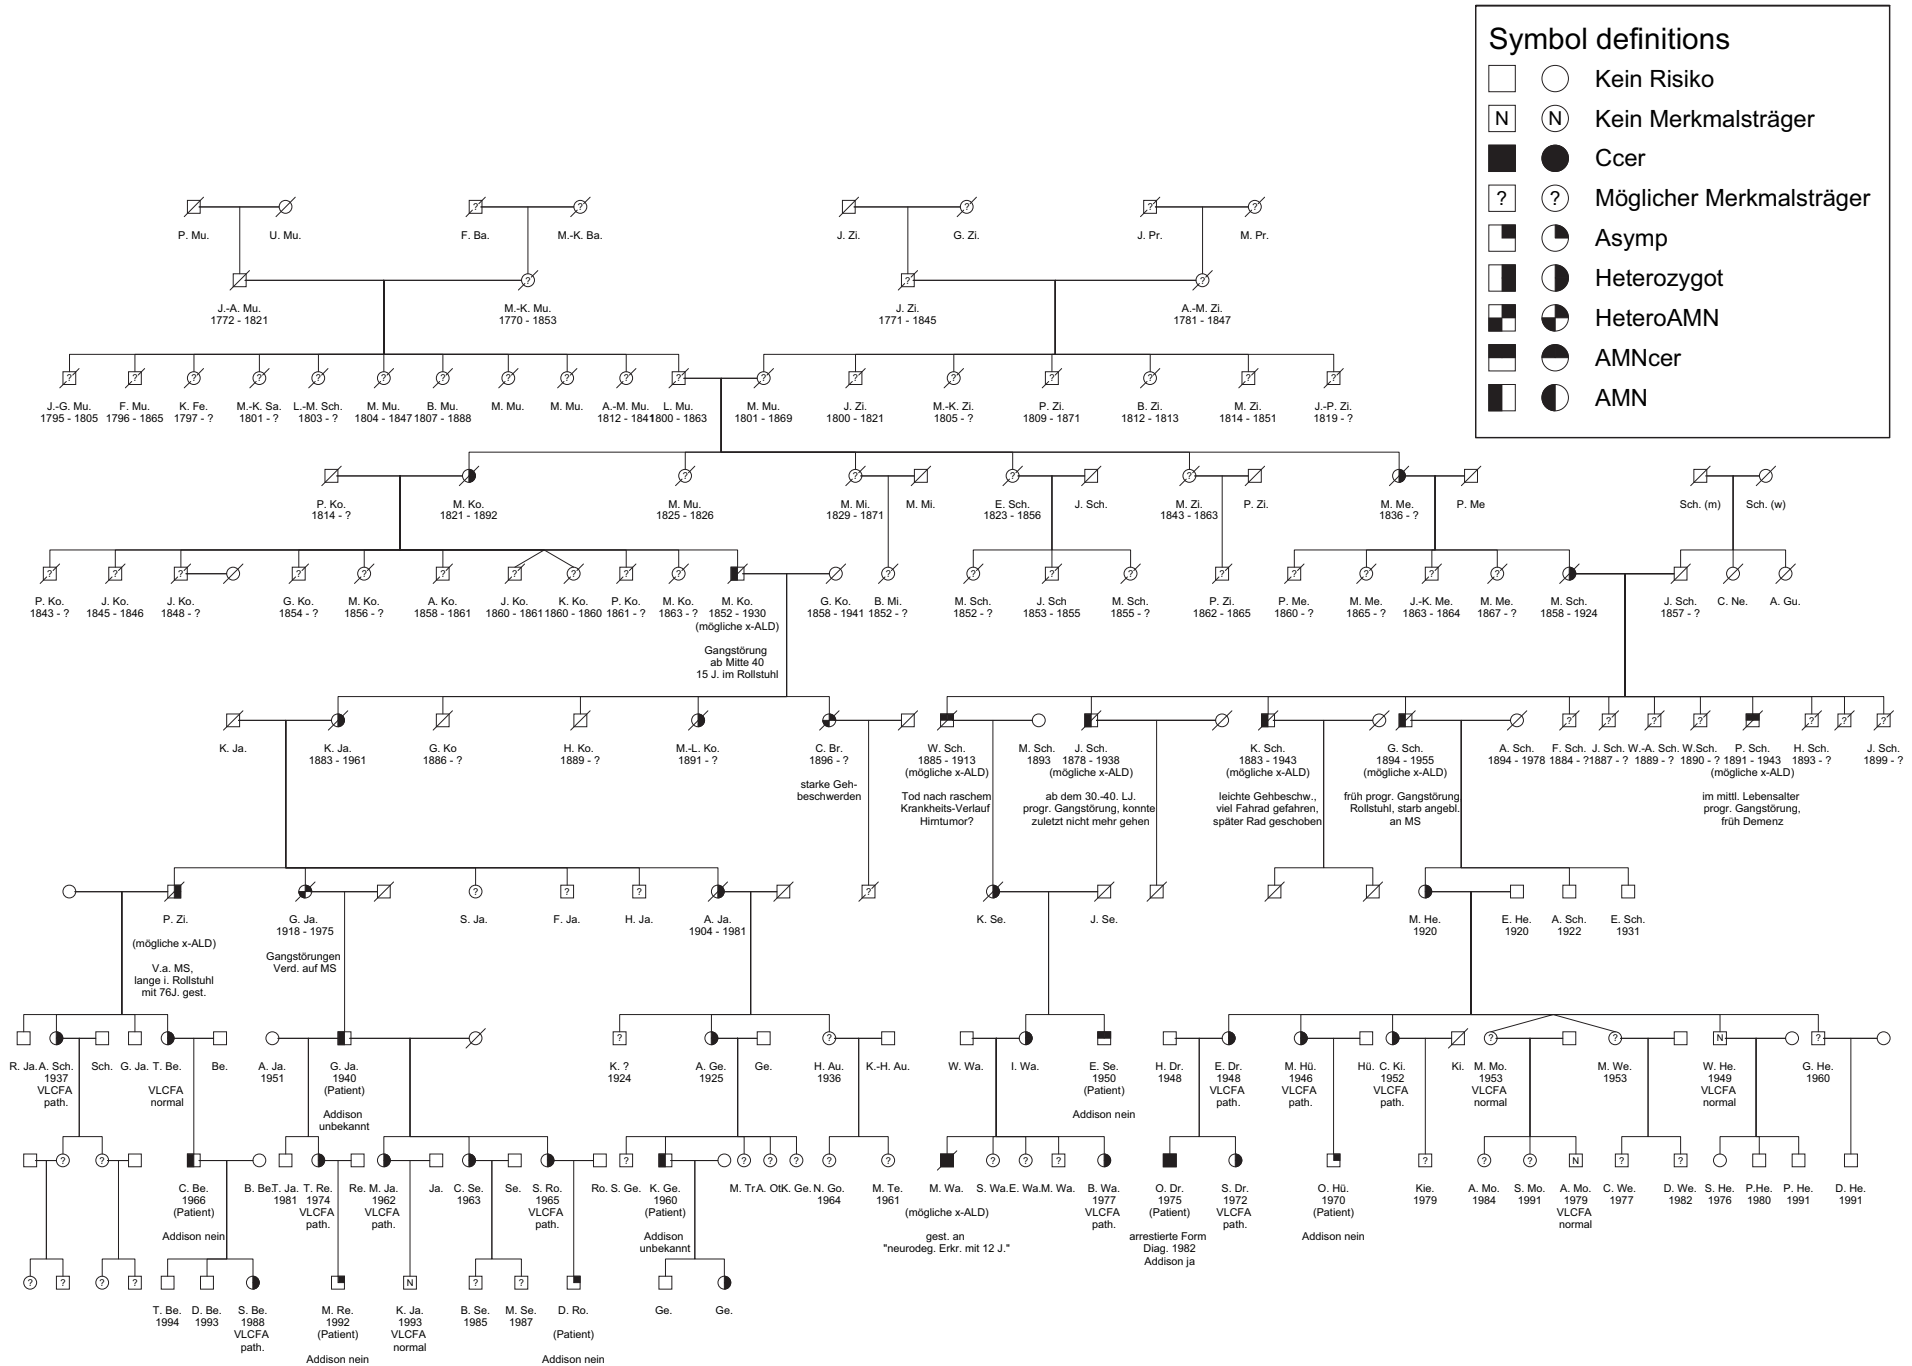 Symbol definitions
Kein Risiko
N N Kein Merkmalsträger
Ccer
? ? Möglicher Merkmalsträger
Asymp
Heterozygot
HeteroAMN
AMNcer
AMN
P. Mu. U. Mu. F. Ba. M.-K. Ba. J. Zi. G. Zi. J. Pr. M. Pr.
J.-A. Mu. M.-K. Mu. J. Zi. A.-M. Zi.
1772 - 1821 1770 - 1853 1771 - 1845 1781 - 1847
J.-G. Mu. F. Mu. K. Fe. M.-K. Sa. L.-M. Sch. M. Mu. B. Mu. M. Mu. M. Mu. A.-M. Mu. L. Mu. M. Mu. J. Zi. M.-K. Zi. P. Zi. B. Zi. M. Zi. J.-P. Zi.
1795 - 1805 1796 - 1865 1797 - ? 1801 - ? 1803 - ? 1804 - 1847 1807 - 1888 1812 - 1841 1800 - 1863 1801 - 1869 1800 - 1821 1805 - ? 1809 - 1871 1812 - 1813 1814 - 1851 1819 - ?
P. Ko. M. Ko. M. Mu. M. Mi. M. Mi. E. Sch. J. Sch. M. Zi. P. Zi. M. Me. P. Me Sch. (m) Sch. (w)
1814 - ? 1821 - 1892 1825 - 1826 1829 - 1871 1823 - 1856 1843 - 1863 1836 - ?
P. Ko. J. Ko. J. Ko. G. Ko. M. Ko. A. Ko. J. Ko. K. Ko. P. Ko. M. Ko. M. Ko. G. Ko. B. Mi. M. Sch. J. Sch M. Sch. P. Zi. P. Me. M. Me. J.-K. Me. M. Me. M. Sch. J. Sch. C. Ne. A. Gu.
1843 - ? 1845 - 1846 1848 - ? 1854 - ? 1856 - ? 1858 - 1861 1860 - 1861 1860 - 1860 1861 - ? 1863 - ? 1852 - 1930 1858 - 1941 1852 - ? 1852 - ? 1853 - 1855 1855 - ? 1862 - 1865 1860 - ? 1865 - ? 1863 - 1864 1867 - ? 1858 - 1924 1857 - ?
(mögliche x-ALD)
Gangstörung
ab Mitte 40
15 J. im Rollstuhl
K. Ja. K. Ja. G. Ko H. Ko. M.-L. Ko. C. Br. W. Sch. M. Sch J. Sch. K. Sch. G. Sch. A. Sch. F. Sch. J. Sch. W.-A. Sch. W.Sch. P. Sch. H. Sch. J. Sch.
1883 - 1961 1886 - ? 1889 - ? 1891 - ? 1896 - ? 1885 - 1913 1893 1878 - 1938 1883 - 1943 1894 - 1955 1894 - 1978 1884 - ? 1887 - ? 1889 - ? 1890 - ? 1891 - 1943 1893 - ? 1899 - ?
(mögliche x-ALD) (mögliche x-ALD) (mögliche x-ALD) (mögliche x-ALD) (mögliche x-ALD)
starke Geh- Tod nach raschem ab dem 30.-40. LJ. leichte Gehbeschw., früh progr. Gangstörung im mittl. Lebensalter
beschwerden Krankheits-Verlauf progr. Gangstörung, konnte viel Fahrad gefahren, Rollstuhl, starb angebl. progr. Gangstörung,
Hirntumor? zuletzt nicht mehr gehen später Rad geschoben an MS früh Demenz
P. Zi. G. Ja. S. Ja. F. Ja. H. Ja. A. Ja. K. Se. J. Se. M. He. E. He. A. Sch. E. Sch.
1918 - 1975 1904 - 1981 1920 1920 1922 1931
(mögliche x-ALD) Gangstörungen
V.a. MS, Verd. auf MS
lange i. Rollstuhl
mit 76J. gest.
R. Ja. A. Sch. Sch. G. Ja. T. Be. Be. A. Ja. G. Ja. K. ? A. Ge. Ge. H. Au. K.-H. Au. W. Wa. I. Wa. E. Se. H. Dr. E. Dr. M. Hü. Hü. C. Ki. Ki. M. Mo. M. We. W. He. G. He.
1937 1951 1940 1924 1925 1936 1950 1948 1948 1946 1952 1953 1953 1949 1960
VLCFA VLCFA (Patient) (Patient) VLCFA VLCFA VLCFA VLCFA VLCFA
path. normal path. path. path. normal normal
Addison Addison nein
unbekannt
C. Be. B. Be. T. Ja. T. Re. Re. M. Ja. Ja. C. Se. Se. S. Ro. Ro. S. Ge. K. Ge. M. Tr A. Ot K. Ge. N. Go. M. Te. M. Wa. S. Wa. E. Wa. M. Wa. B. Wa. O. Dr. S. Dr. O. Hü. Kie. A. Mo. S. Mo. A. Mo. C. We. D. We. S. He. P.He. P. He. D. He.
1966 1981 1974 1962 1963 1965 1960 1964 1961 1977 1975 1972 1970 1979 1984 1991 1979 1977 1982 1976 1980 1991 1991
(Patient) VLCFA VLCFA VLCFA (Patient) (mögliche x-ALD) VLCFA (Patient) VLCFA (Patient) VLCFA
path. path. path. path. path. normal
Addison nein Addison gest. an arrestierte Form Addison nein
unbekannt "neurodeg. Erkr. mit 12 J." Diag. 1982
Addison ja
T. Be. D. Be. S. Be. M. Re. K. Ja. B. Se. M. Se. D. Ro. Ge. Ge.
1994 1993 1988 1992 1993 1985 1987
VLCFA (Patient) VLCFA (Patient)
path. normal
Addison nein Addison nein